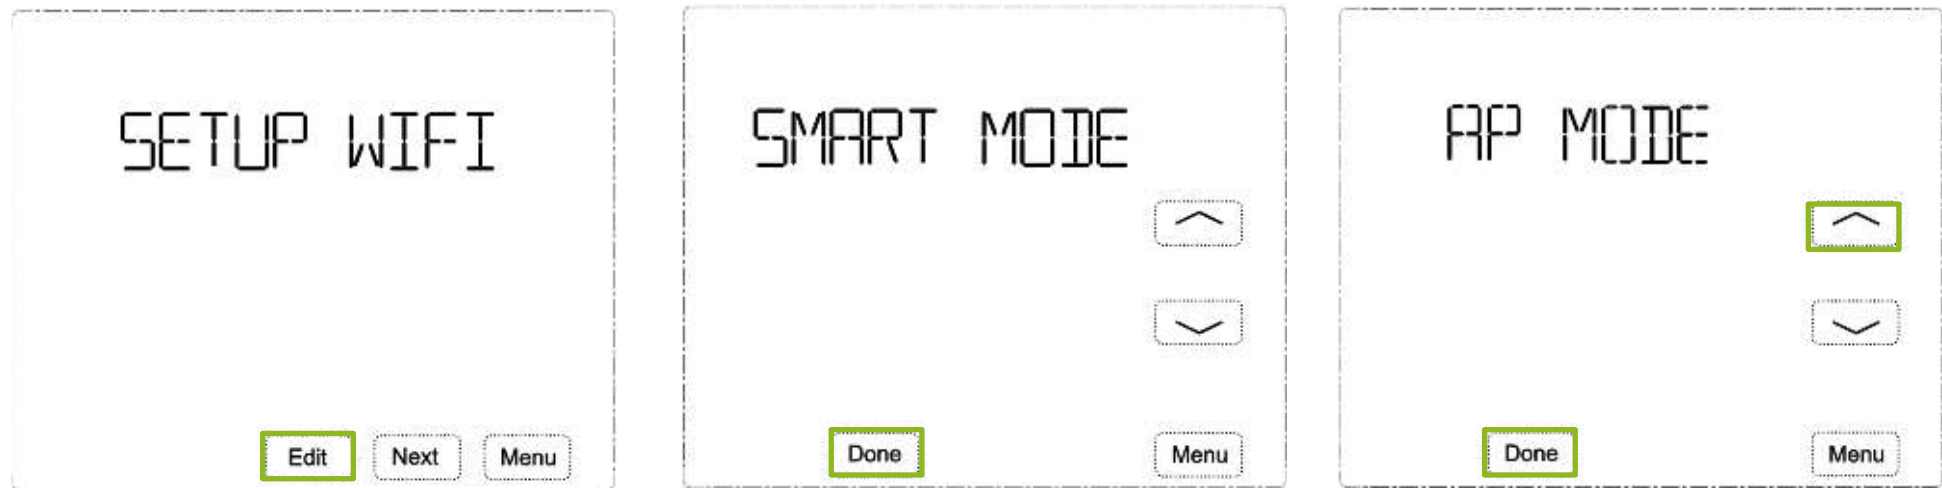 SETUP WIFI
Edit Next Menu
SMART MODE
Done Menu
AP MODE
Done Menu